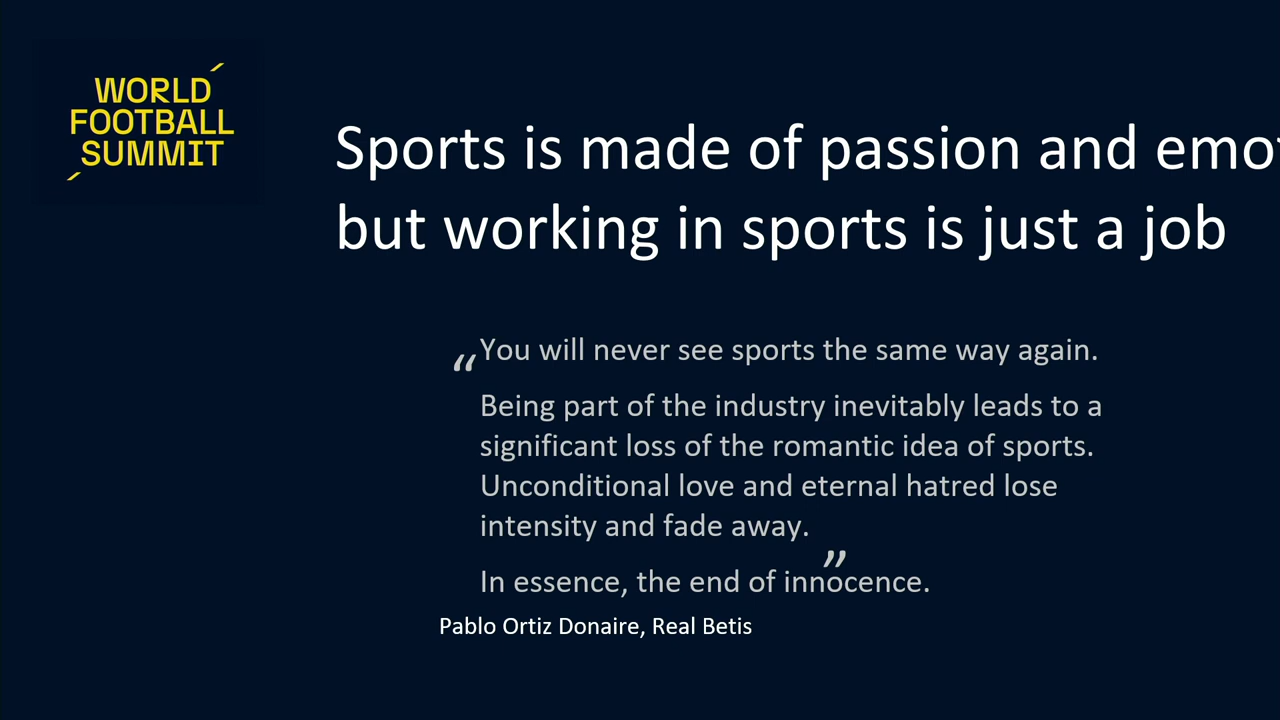 WORLD
FOOTBALL
SUMMIT
Sports is made of passion and
but working in sports is just a job
“You will never see sports the same way again.
Being part of the industry inevitably leads to a
significant loss of the romantic idea of sports.
Unconditional love and eternal hatred lose
intensity and fade away.
In essence, the end of innocence.”
Pablo Ortiz Donaire, Real Betis